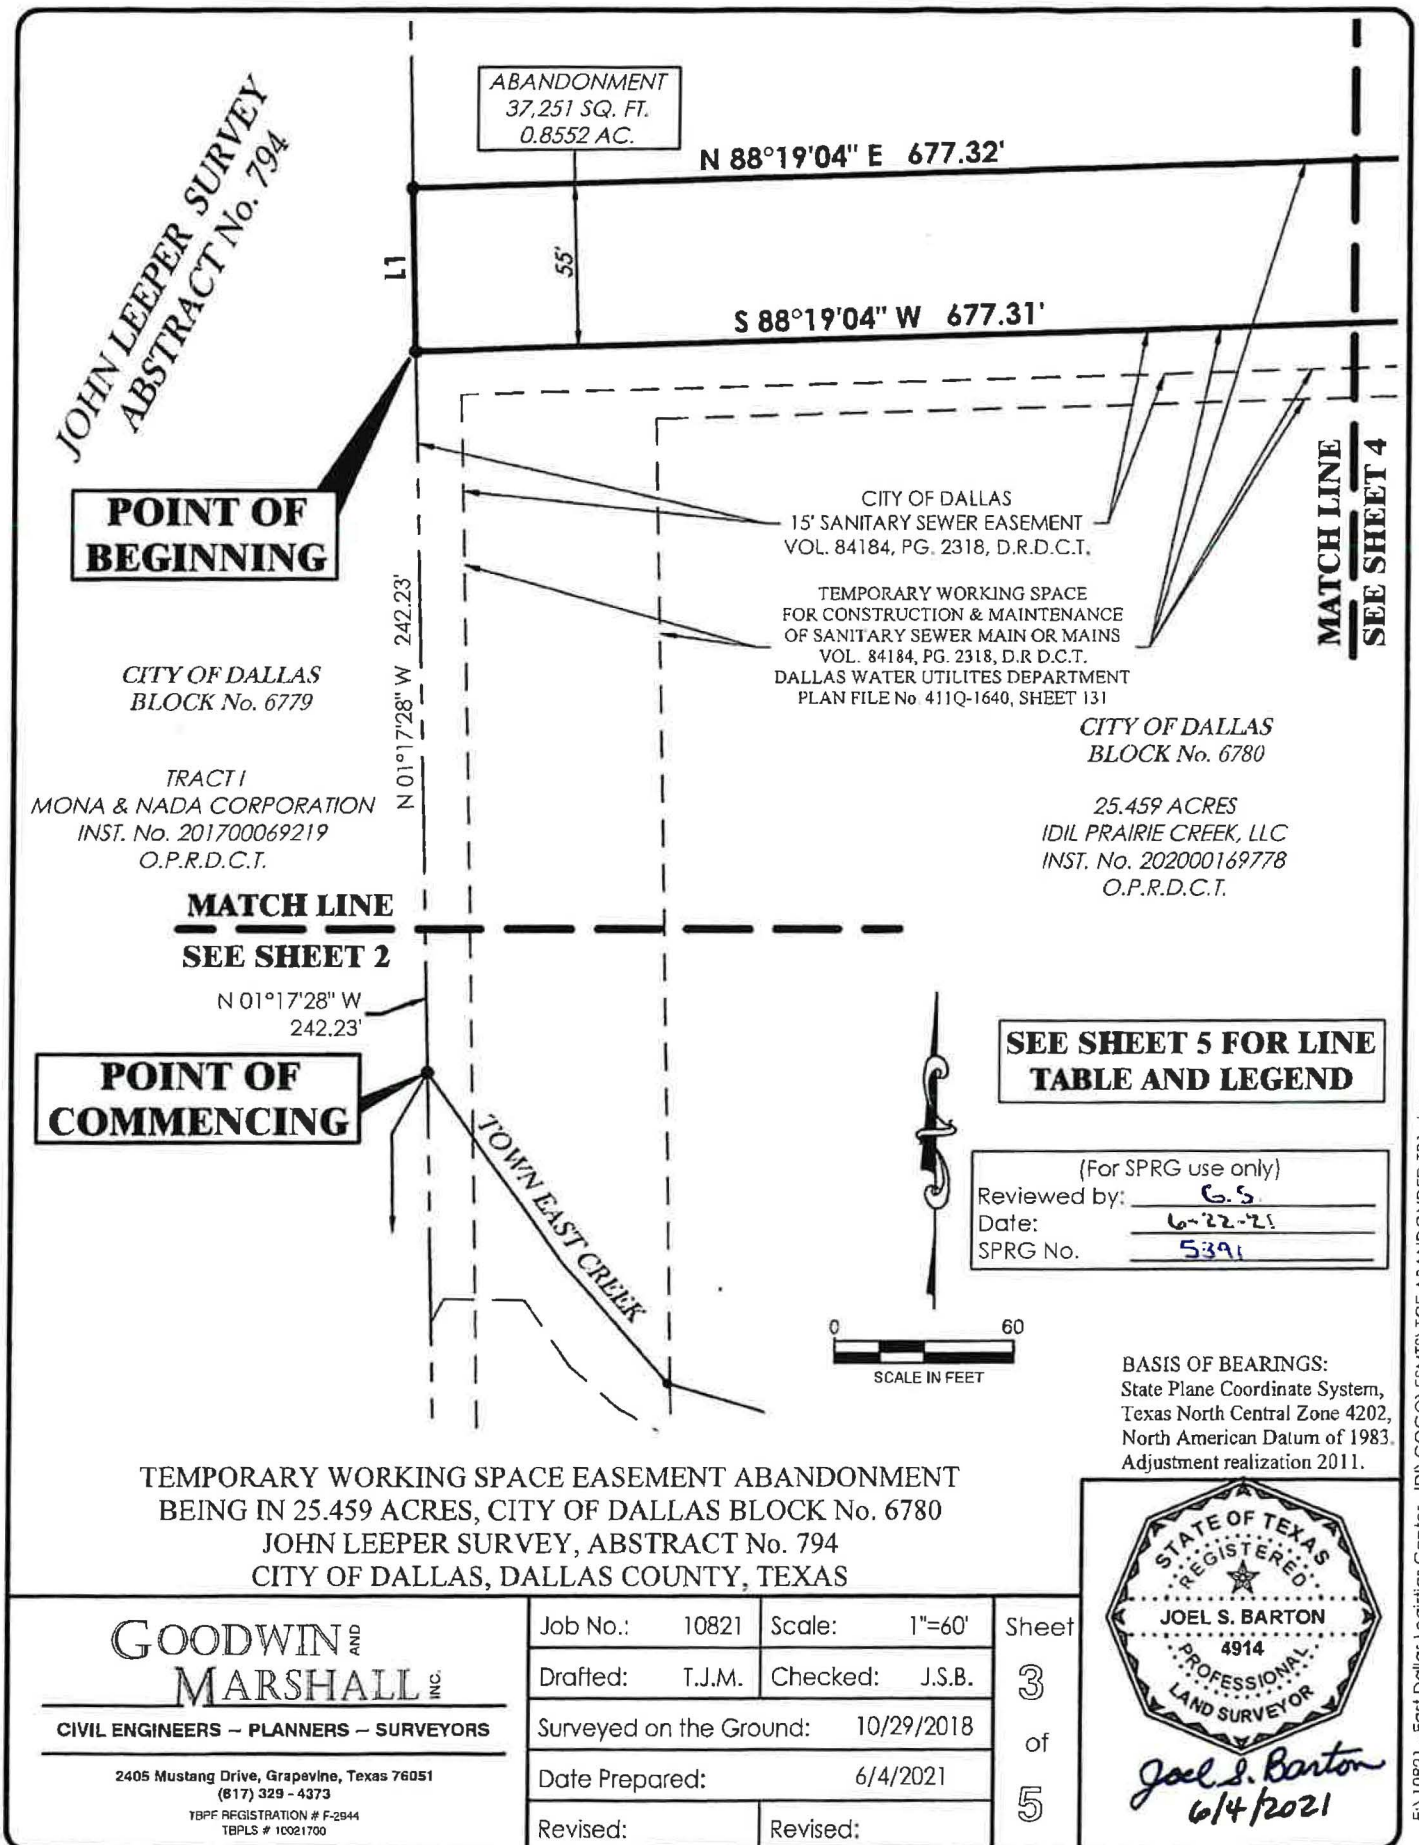 JOHN LEEPER SURVEY
ABSTRACT No. 794
ABANDONMENT
37,251 SQ. FT.
0.8552 AC.
N 88°19'04" E 677.32'
L1
55'
S 88°19'04" W 677.31'
POINT OF
BEGINNING
CITY OF DALLAS
15' SANITARY SEWER EASEMENT
VOL. 84184, PG. 2318, D.R.D.C.T.
TEMPORARY WORKING SPACE
FOR CONSTRUCTION & MAINTENANCE
OF SANITARY SEWER MAIN OR MAINS
VOL. 84184, PG. 2318, D.R D.C.T.
DALLAS WATER UTILITES DEPARTMENT
PLAN FILE No 411Q-1640, SHEET 131
MATCH LINE
SEE SHEET 4
N 01°17'28" W 242.23'
CITY OF DALLAS
BLOCK No. 6779
TRACT I
MONA & NADA CORPORATION
INST. No. 201700069219
O.P.R.D.C.T.
CITY OF DALLAS
BLOCK No. 6780
25.459 ACRES
IDIL PRAIRIE CREEK, LLC
INST. No. 202000169778
O.P.R.D.C.T.
MATCH LINE
SEE SHEET 2
N 01°17'28" W
242.23'
POINT OF
COMMENCING
TOWN EAST CREEK
SEE SHEET 5 FOR LINE
TABLE AND LEGEND
(For SPRG use only)
Reviewed by: G.S.
Date: 6-22-21
SPRG No. 5391
0 60
SCALE IN FEET
BASIS OF BEARINGS:
State Plane Coordinate System,
Texas North Central Zone 4202,
North American Datum of 1983.
Adjustment realization 2011.
TEMPORARY WORKING SPACE EASEMENT ABANDONMENT
BEING IN 25.459 ACRES, CITY OF DALLAS BLOCK No. 6780
JOHN LEEPER SURVEY, ABSTRACT No. 794
CITY OF DALLAS, DALLAS COUNTY, TEXAS
GOODWIN AND
MARSHALL INC.
CIVIL ENGINEERS ~ PLANNERS ~ SURVEYORS
2405 Mustang Drive, Grapevine, Texas 76051
(817) 329 - 4373
TBPE REGISTRATION # F-2944
TBPLS # 10021700
Job No.: 10821 Scale: 1"=60'
Drafted: T.J.M. Checked: J.S.B.
Surveyed on the Ground: 10/29/2018
Date Prepared: 6/4/2021
Revised: Revised:
Sheet
3
of
5
STATE OF TEXAS
REGISTERED
JOEL S. BARTON
4914
PROFESSIONAL
LAND SURVEYOR
Joel S. Barton
6/4/2021